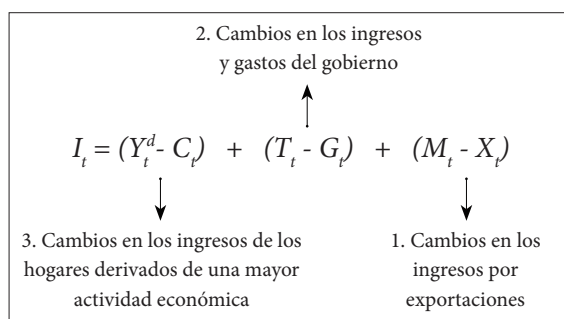 2. Cambios en los ingresos
y gastos del gobierno
I_t = (Y_t^d - C_t) + (T_t - G_t) + (M_t - X_t)
3. Cambios en los ingresos de los
hogares derivados de una mayor
actividad económica
1. Cambios en los
ingresos por
exportaciones